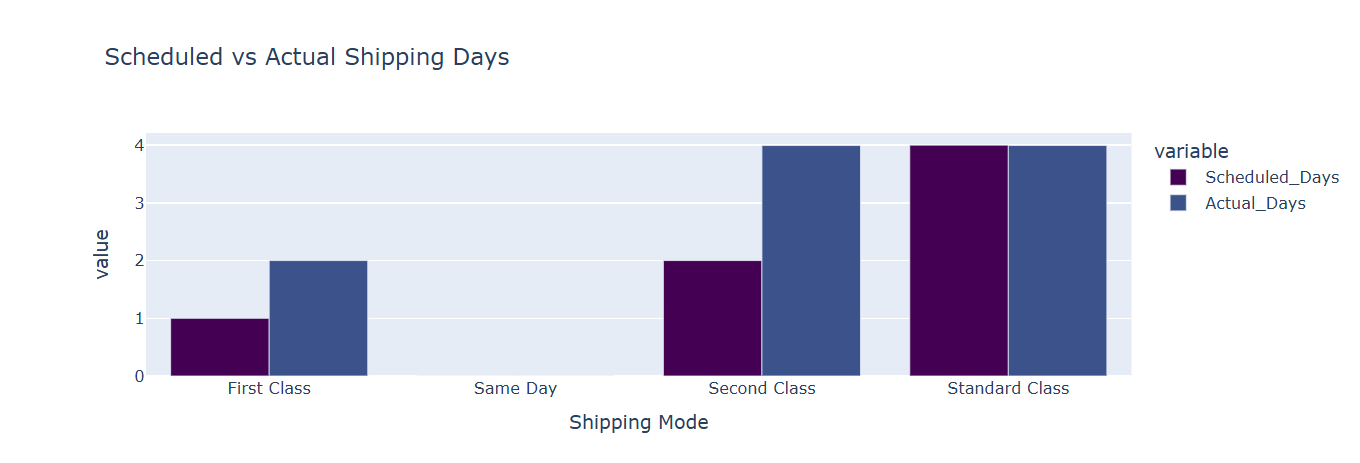 Scheduled vs Actual Shipping Days
variable
Scheduled_Days
Actual_Days
value
4
3
2
1
0
First Class
Same Day
Second Class
Standard Class
Shipping Mode